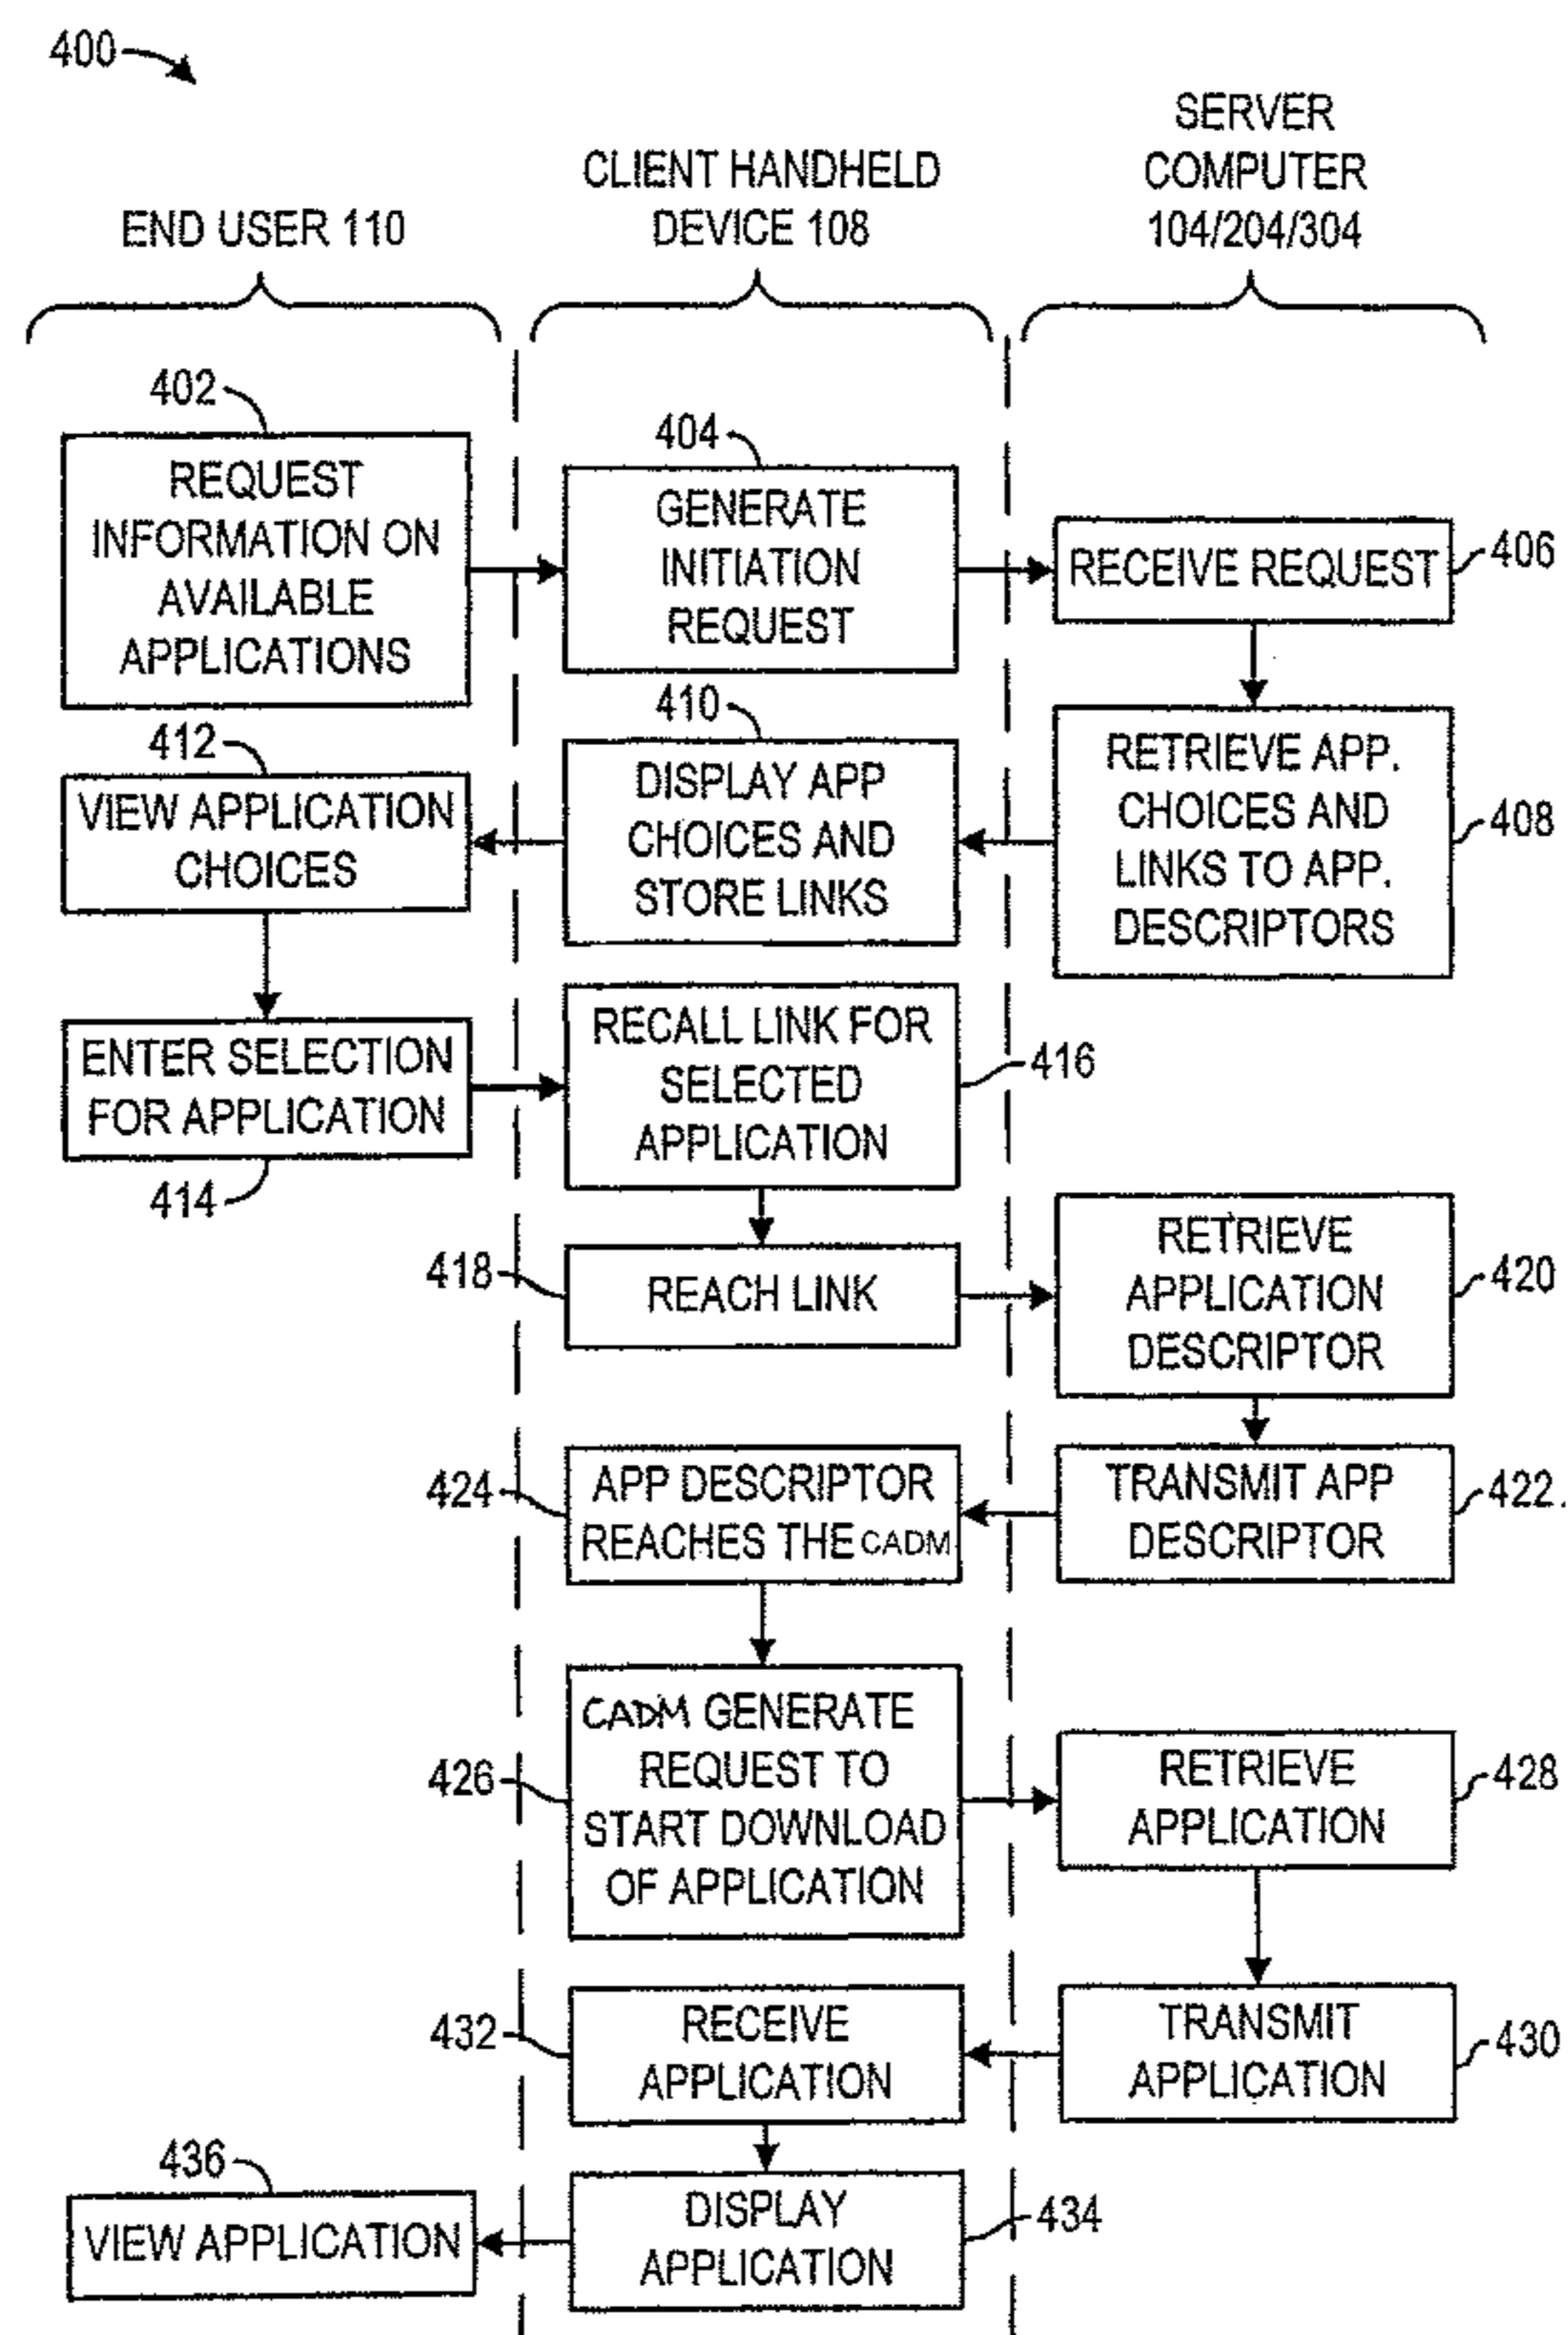 400
SERVER
COMPUTER
104/204/304
CLIENT HANDHELD
DEVICE 108
END USER 110
402
REQUEST
INFORMATION ON
AVAILABLE
APPLICATIONS
404
GENERATE
INITIATION
REQUEST
RECEIVE REQUEST
406
RETRIEVE APP.
CHOICES AND
LINKS TO APP.
DESCRIPTORS
408
410
DISPLAY APP
CHOICES AND
STORE LINKS
412
VIEW APPLICATION
CHOICES
ENTER SELECTION
FOR APPLICATION
414
RECALL LINK FOR
SELECTED
APPLICATION
416
418
REACH LINK
RETRIEVE
APPLICATION
DESCRIPTOR
420
TRANSMIT APP
DESCRIPTOR
422.
424
APP DESCRIPTOR
REACHES THE CADM
426
CADM GENERATE
REQUEST TO
START DOWNLOAD
OF APPLICATION
RETRIEVE
APPLICATION
428
TRANSMIT
APPLICATION
430
432
RECEIVE
APPLICATION
DISPLAY
APPLICATION
434
436
VIEW APPLICATION